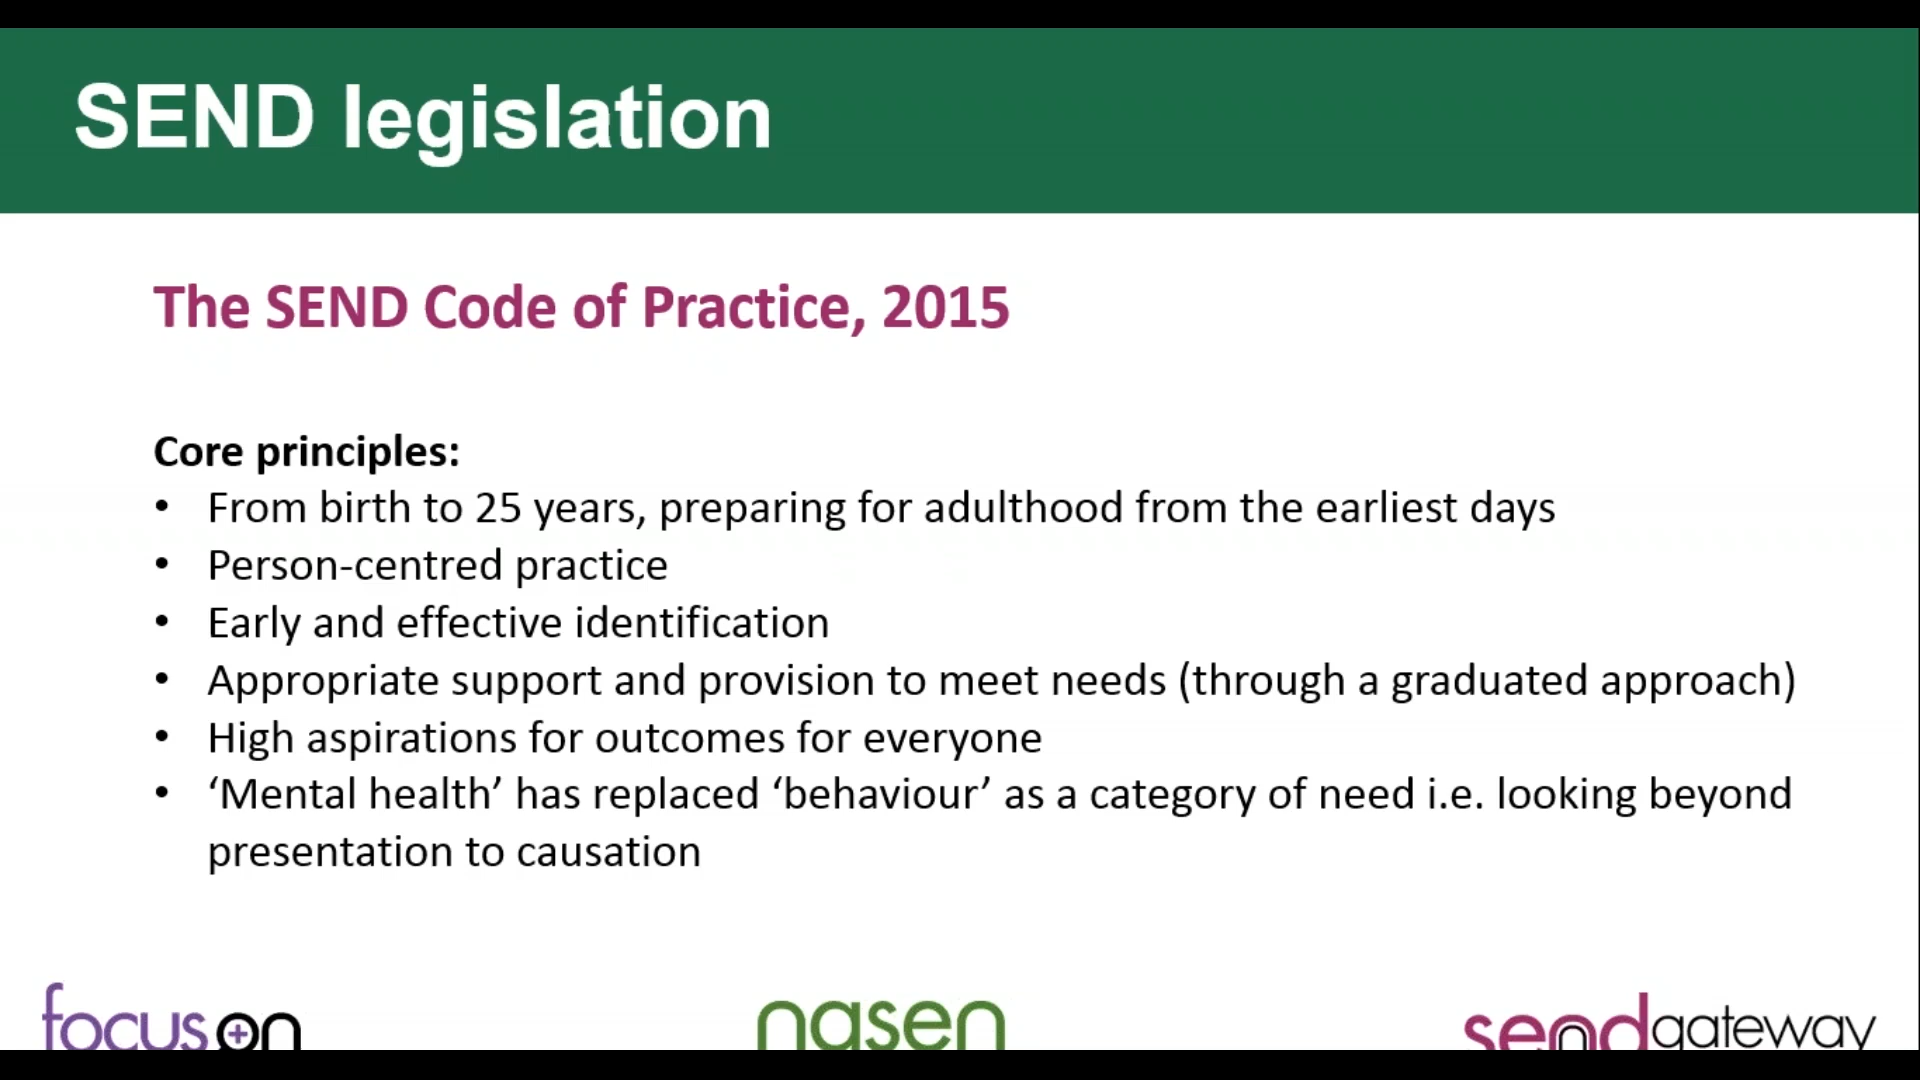 SEND legislation
The SEND Code of Practice, 2015
Core principles:
• From birth to 25 years, preparing for adulthood from the earliest days
• Person-centred practice
• Early and effective identification
• Appropriate support and provision to meet needs (through a graduated approach)
• High aspirations for outcomes for everyone
• ‘Mental health’ has replaced ‘behaviour’ as a category of need i.e. looking beyond
presentation to causation
focus on nasen sendgateway